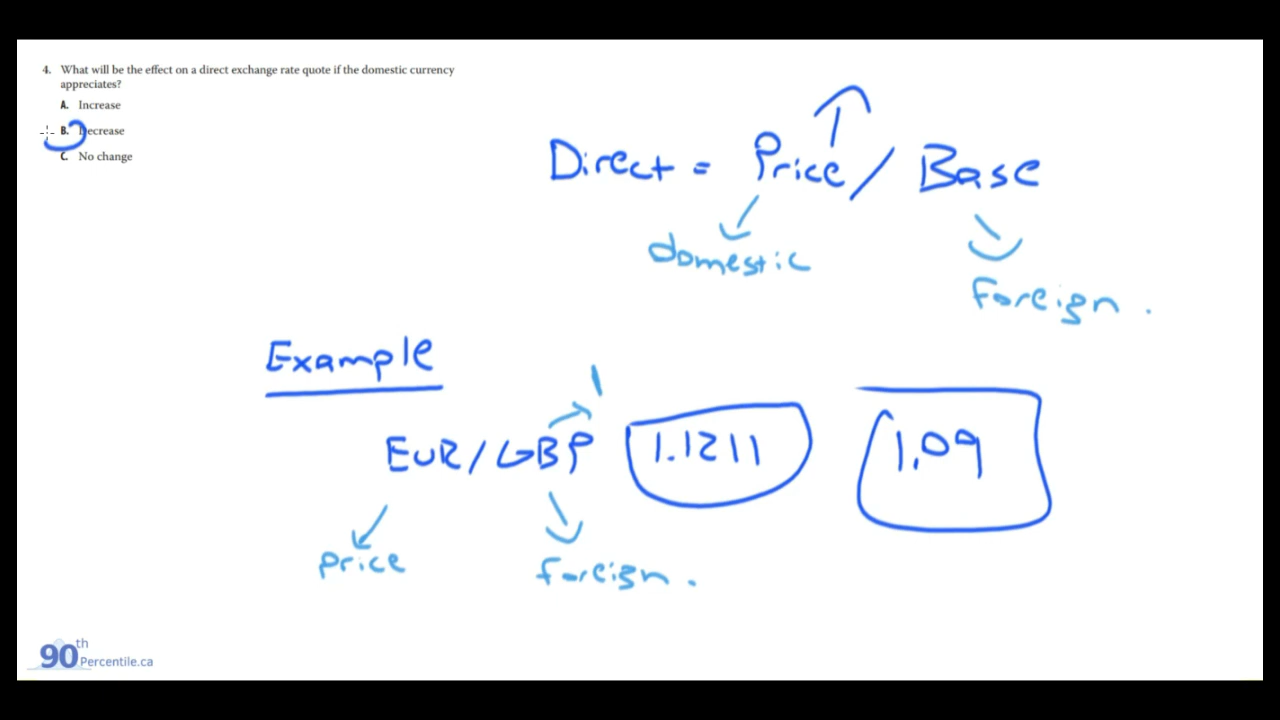 4. What will be the effect on a direct exchange rate quote if the domestic currency
appreciates?
A. Increase
B. Decrease
C. No change
Direct = Price / Base
domestic
foreign.
Example
EUR/GBP 1.1211 1.09
price
foreign.
90th
Percentile.ca